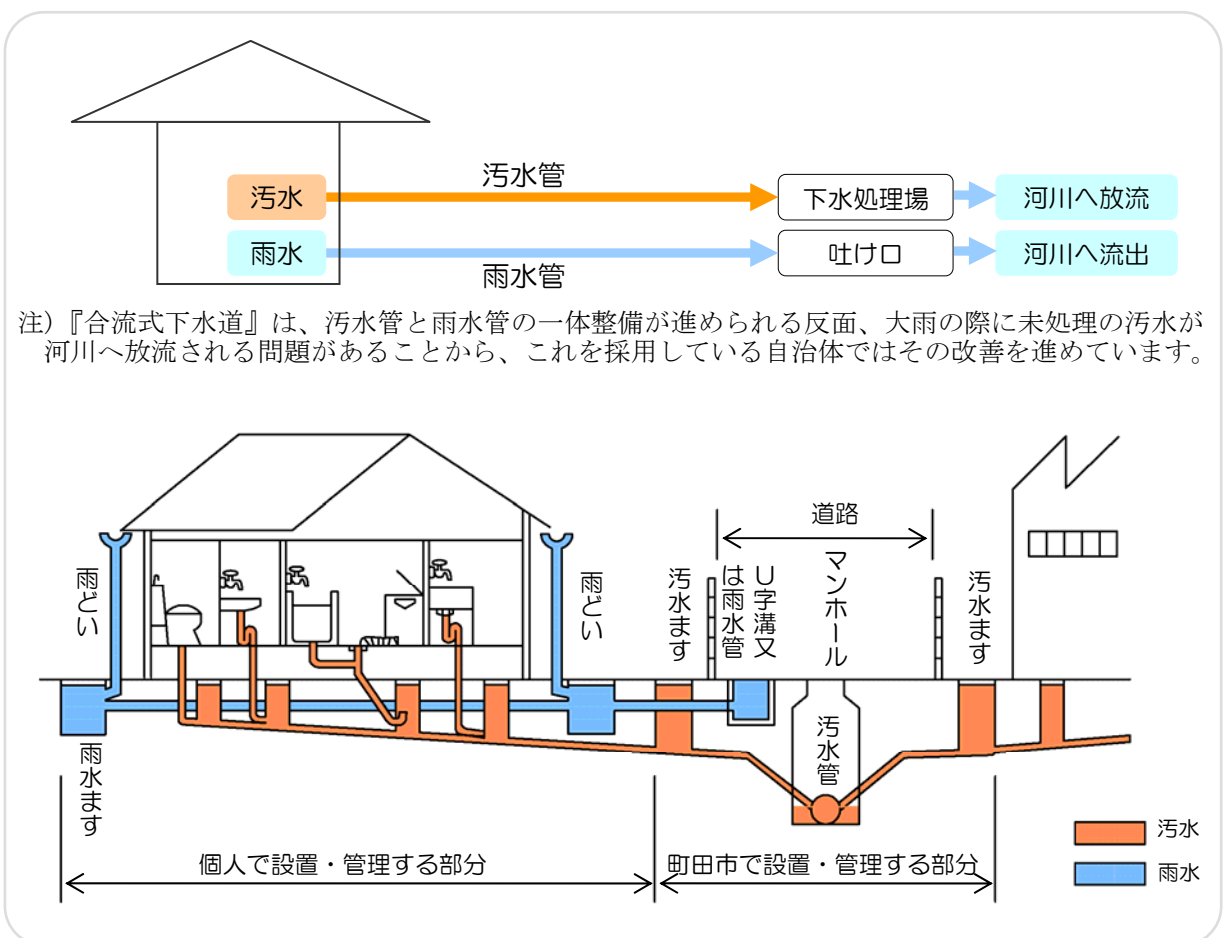 汚水
汚水管
下水処理場
河川へ放流
雨水
雨水管
吐け口
河川へ流出
注）『合流式下水道』は、汚水管と雨水管の一体整備が進められる反面、大雨の際に未処理の汚水が
河川へ放流される問題があることから、これを採用している自治体ではその改善を進めています。
道路
雨どい
雨どい
汚水ます
U字溝又
は雨水管
マンホール
汚水ます
汚水管
雨水ます
個人で設置・管理する部分
町田市で設置・管理する部分
汚水
雨水